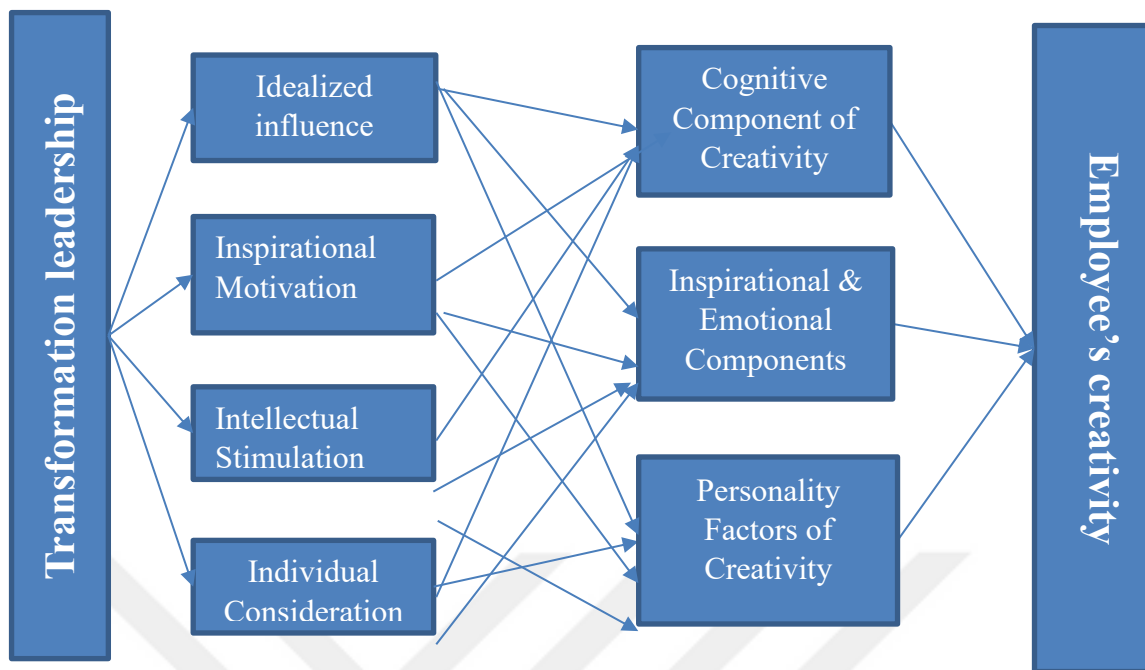 Transformation leadership
Idealized
influence
Inspirational
Motivation
Intellectual
Stimulation
Individual
Consideration
Cognitive
Component of
Creativity
Inspirational &
Emotional
Components
Personality
Factors of
Creativity
Employee’s creativity